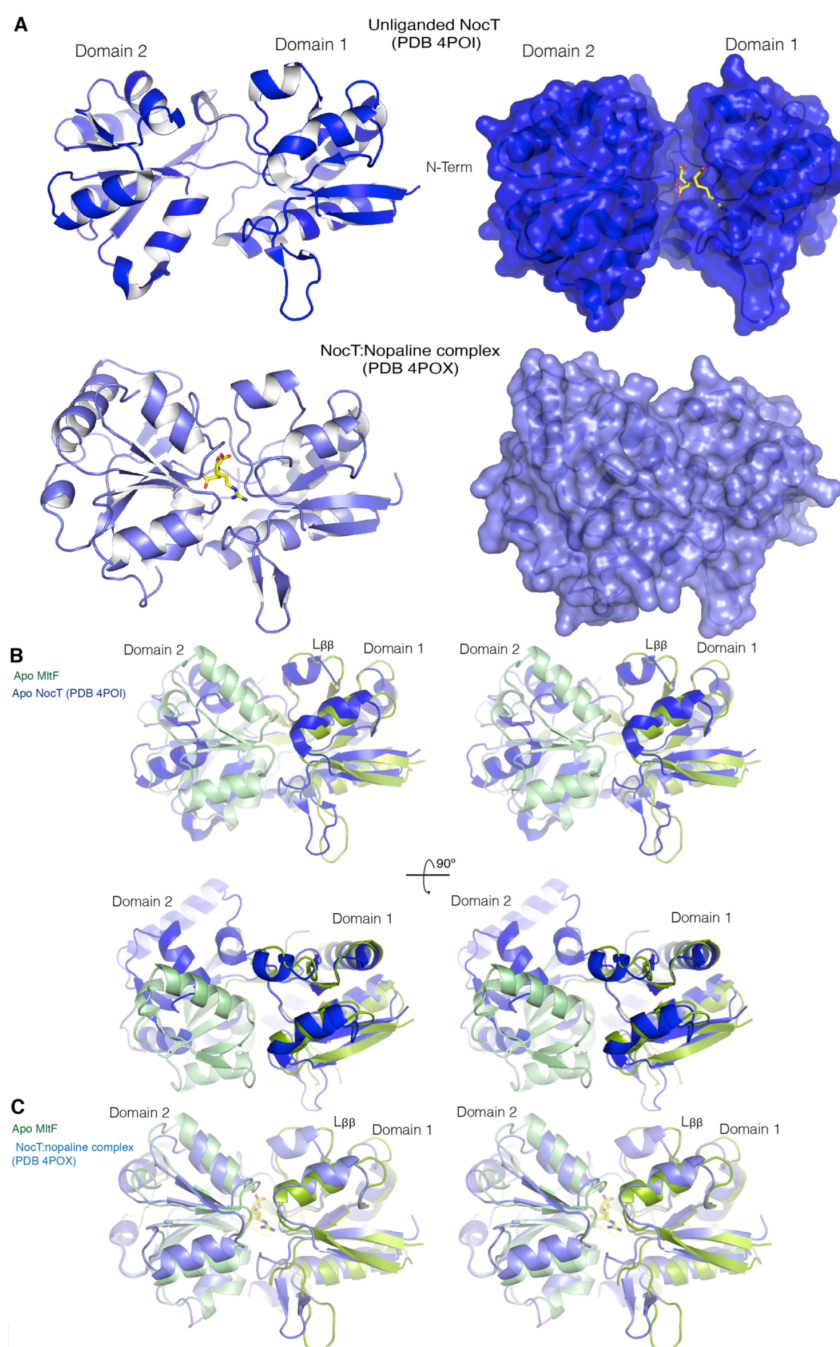 A
Unliganded NocT
(PDB 4POI)
Domain 2
Domain 1
Domain 2
Domain 1
N-Term
NocT:Nopaline complex
(PDB 4POX)
B
Domain 2
Lββ
Domain 1
Domain 2
Lββ
Domain 1
Apo MltF
Apo NocT (PDB 4POI)
90º
Domain 2
Domain 1
Domain 2
Domain 1
C
Apo MltF
NocT:nopaline complex
(PDB 4POX)
Domain 2
Lββ
Domain 1
Domain 2
Lββ
Domain 1